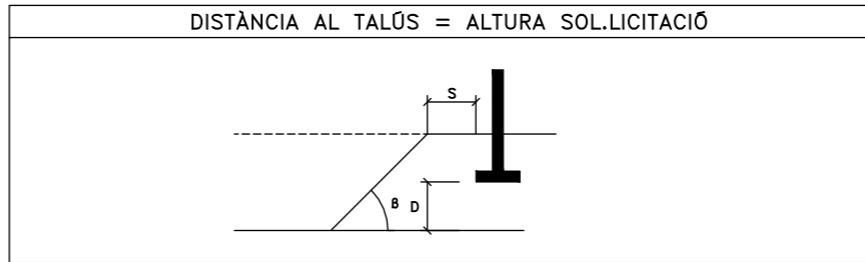 DISTÀNCIA AL TALÚS = ALTURA SOL.LICITACIÓ
S
β D